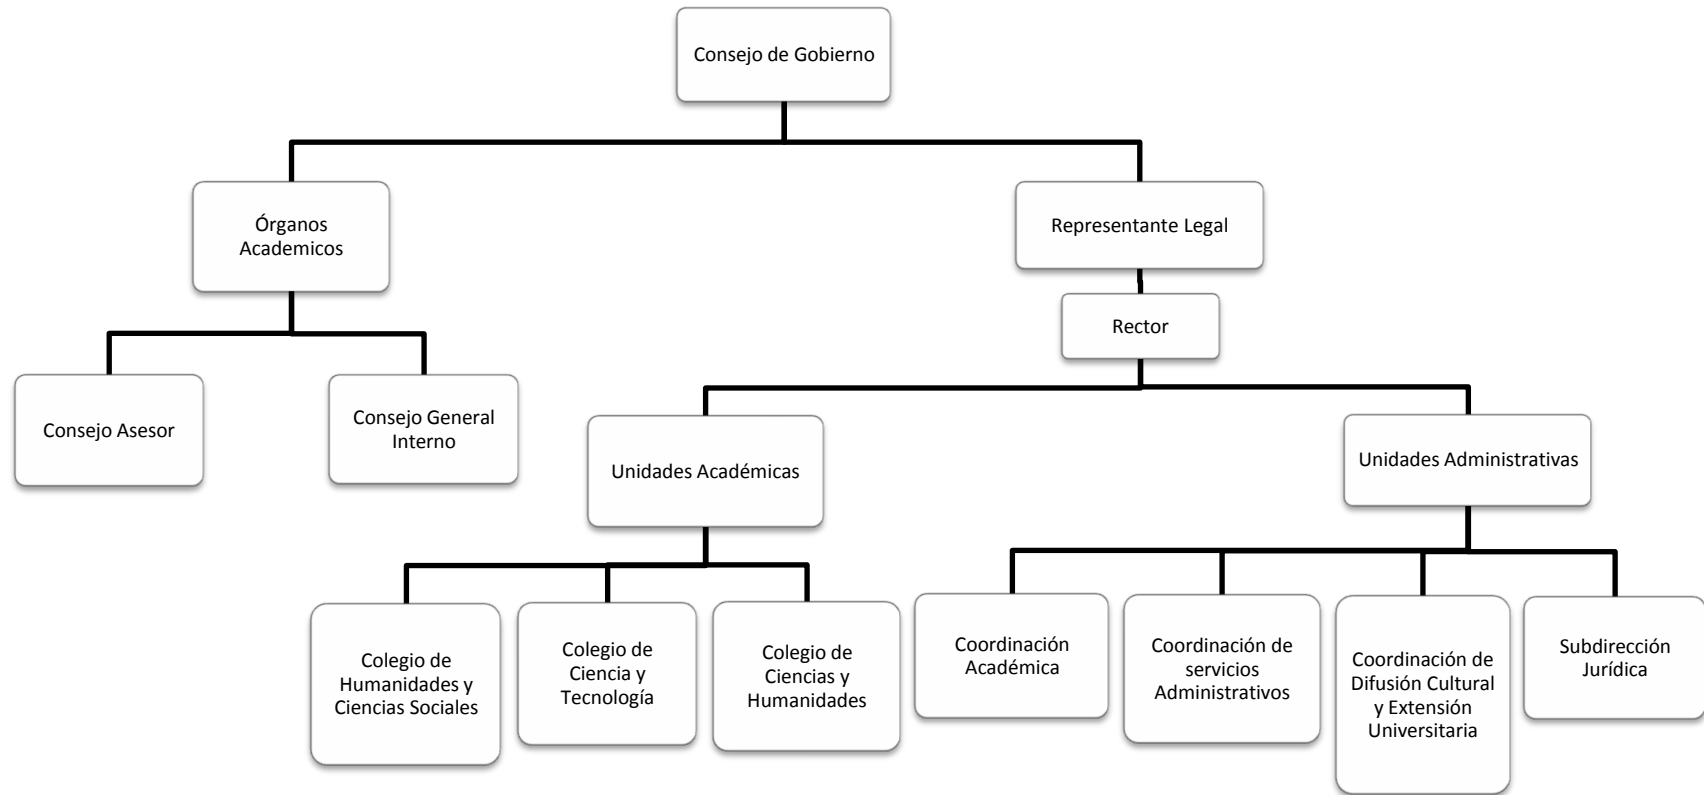 Consejo de Gobierno
Órganos
Academicos
Representante Legal
Rector
Consejo Asesor
Consejo General
Interno
Unidades Académicas
Unidades Administrativas
Colegio de
Humanidades y
Ciencias Sociales
Colegio de
Ciencia y
Tecnología
Colegio de
Ciencias y
Humanidades
Coordinación
Académica
Coordinación de
servicios
Administrativos
Coordinación de
Difusión Cultural
y Extensión
Universitaria
Subdirección
Jurídica